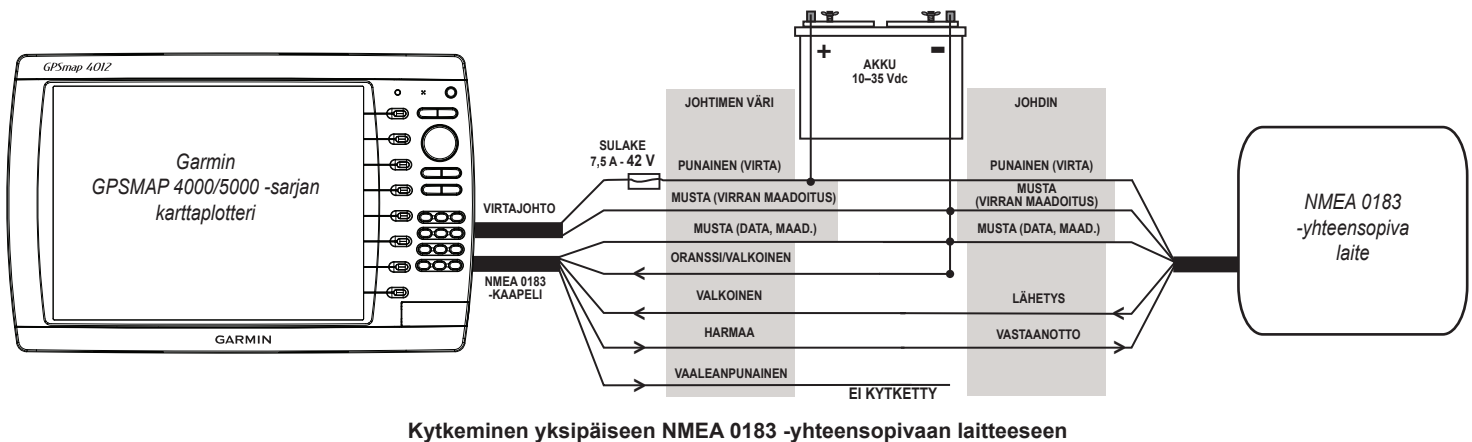 GPSmap 4012
Garmin
GPSMAP 4000/5000 -sarjan
karttaplotteri
GARMIN
VIRTAJOHTO
NMEA 0183
-KAAPELI
SULAKE
7,5 A - 42 V
JOHTIMEN VÄRI
PUNAINEN (VIRTA)
MUSTA (VIRRAN MAADOITUS)
MUSTA (DATA, MAAD.)
ORANSSI/VALKOINEN
VALKOINEN
HARMAA
VAALEANPUNAINEN
EI KYTKETTY
+ -
AKKU
10–35 Vdc
JOHDIN
PUNAINEN (VIRTA)
MUSTA
(VIRRAN MAADOITUS)
MUSTA (DATA, MAAD.)
LÄHETYS
VASTAANOTTO
NMEA 0183
-yhteensopiva
laite
Kytkeminen yksipäiseen NMEA 0183 -yhteensopivaan laitteeseen